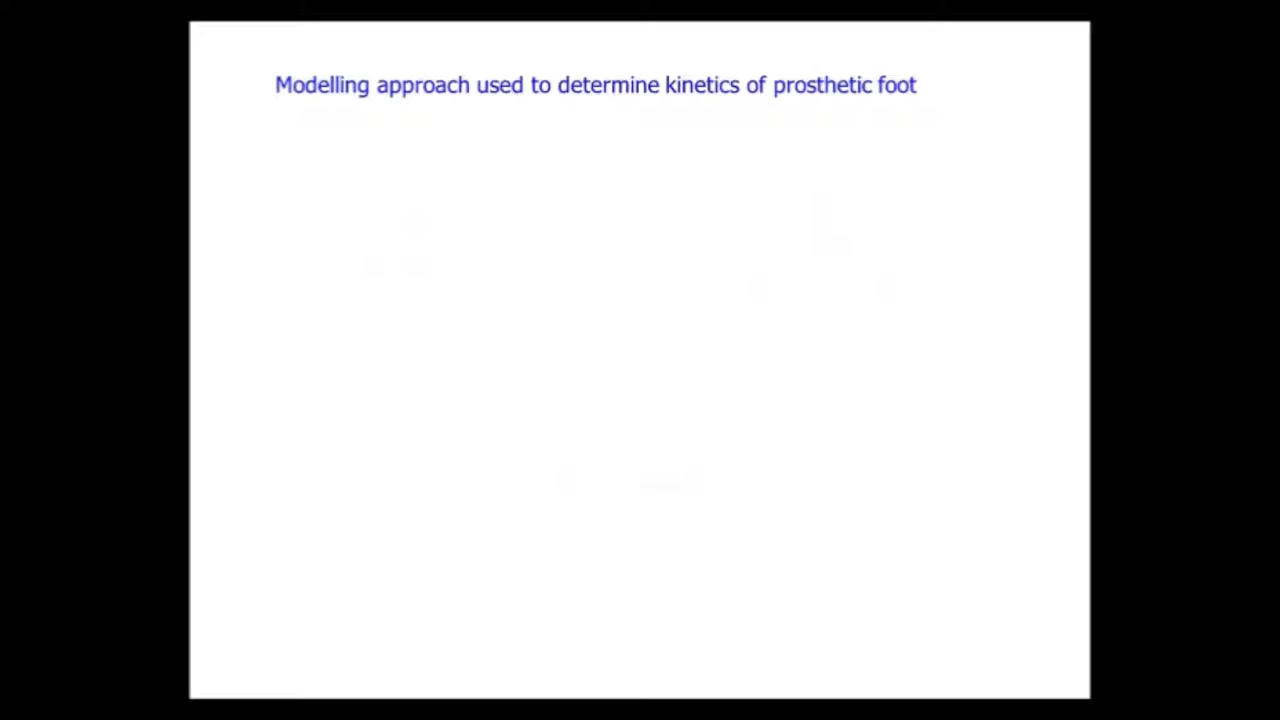 Modelling approach used to determine kinetics of prosthetic foot